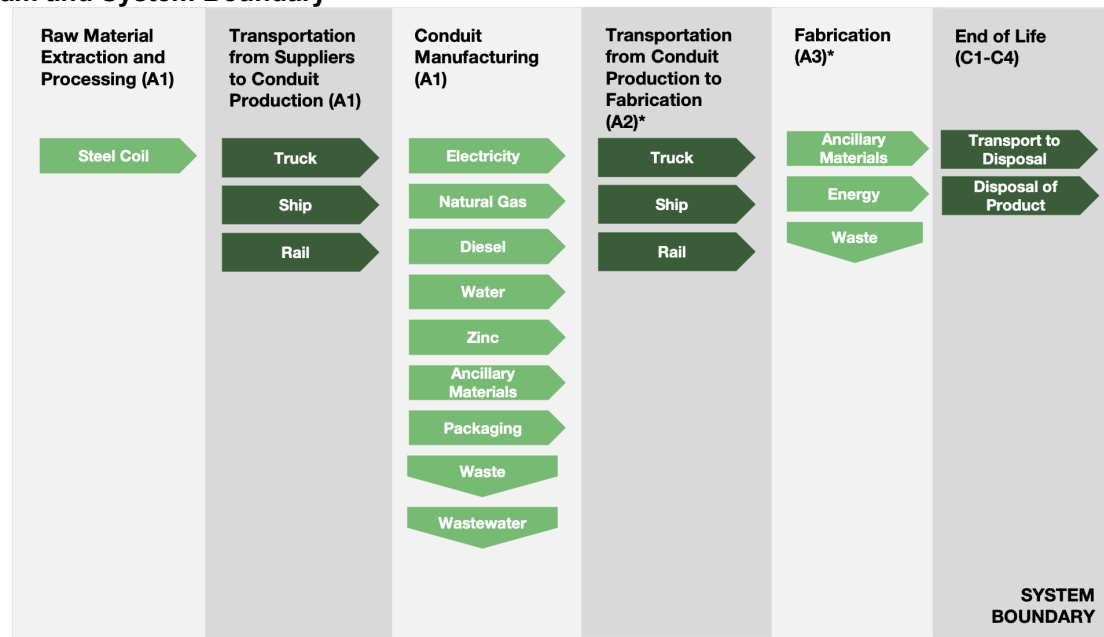 and System Boundary
Raw Material
Extraction and
Processing (A1)
Steel Coil
Transportation
from Suppliers
to Conduit
Production (A1)
Truck
Ship
Rail
Conduit
Manufacturing
(A1)
Electricity
Natural Gas
Diesel
Water
Zinc
Ancillary
Materials
Packaging
Waste
Wastewater
Transportation
from Conduit
Production to
Fabrication
(A2)*
Truck
Ship
Rail
Fabrication
(A3)*
Ancillary
Materials
Energy
Waste
End of Life
(C1-C4)
Transport to
Disposal
Disposal of
Product
SYSTEM
BOUNDARY